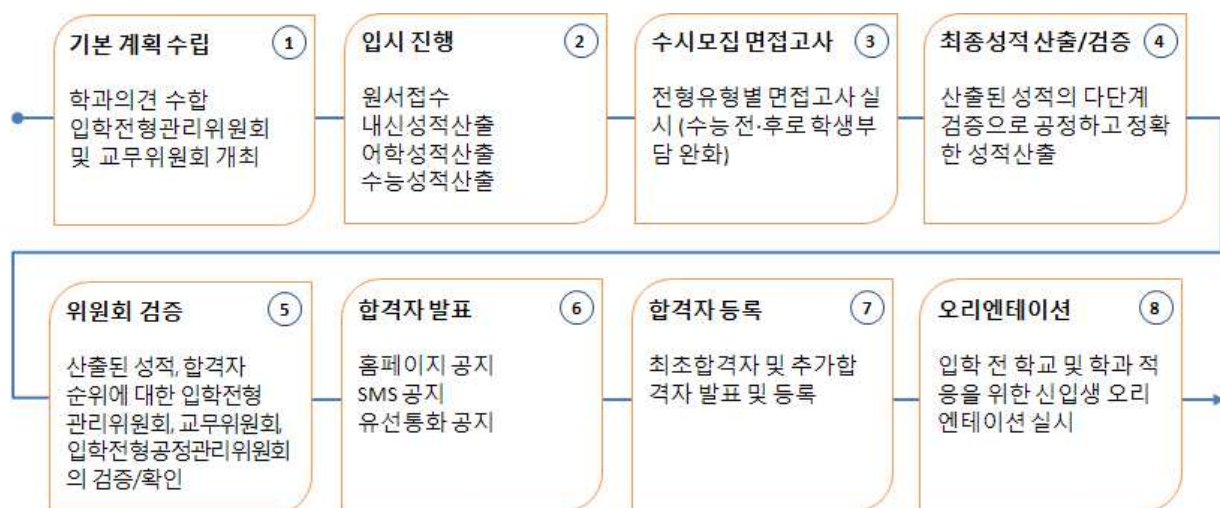 기본 계획 수립 1
학과의견 수합
입학전형관리위원회
및 교무위원회 개최
입시 진행 2
원서접수
내신성적산출
어학성적산출
수능성적산출
수시모집 면접고사 3
전형유형별 면접고사 실
시 (수능 전·후로 학생부
담 완화)
최종성적 산출/검증 4
산출된 성적의 다단계
검증으로 공정하고 정확
한 성적산출
위원회 검증 5
산출된 성적, 합격자
순위에 대한 입학전형
관리위원회, 교무위원회,
입학전형공정관리위원회
의 검증/확인
합격자 발표 6
홈페이지 공지
SMS 공지
유선통화 공지
합격자 등록 7
최초합격자 및 추가합
격자 발표 및 등록
오리엔테이션 8
입학 전 학교 및 학과 적
응을 위한 신입생 오리
엔테이션 실시